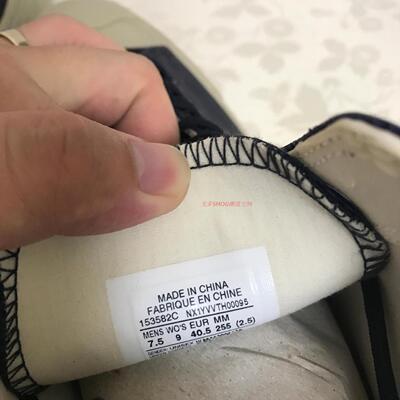 MADE IN CHINA
FABRIQUE EN CHINE
153582C NX1YVVTH00095
MENS WO'S EUR MM
7.5 9 40.5 255 (2.5)